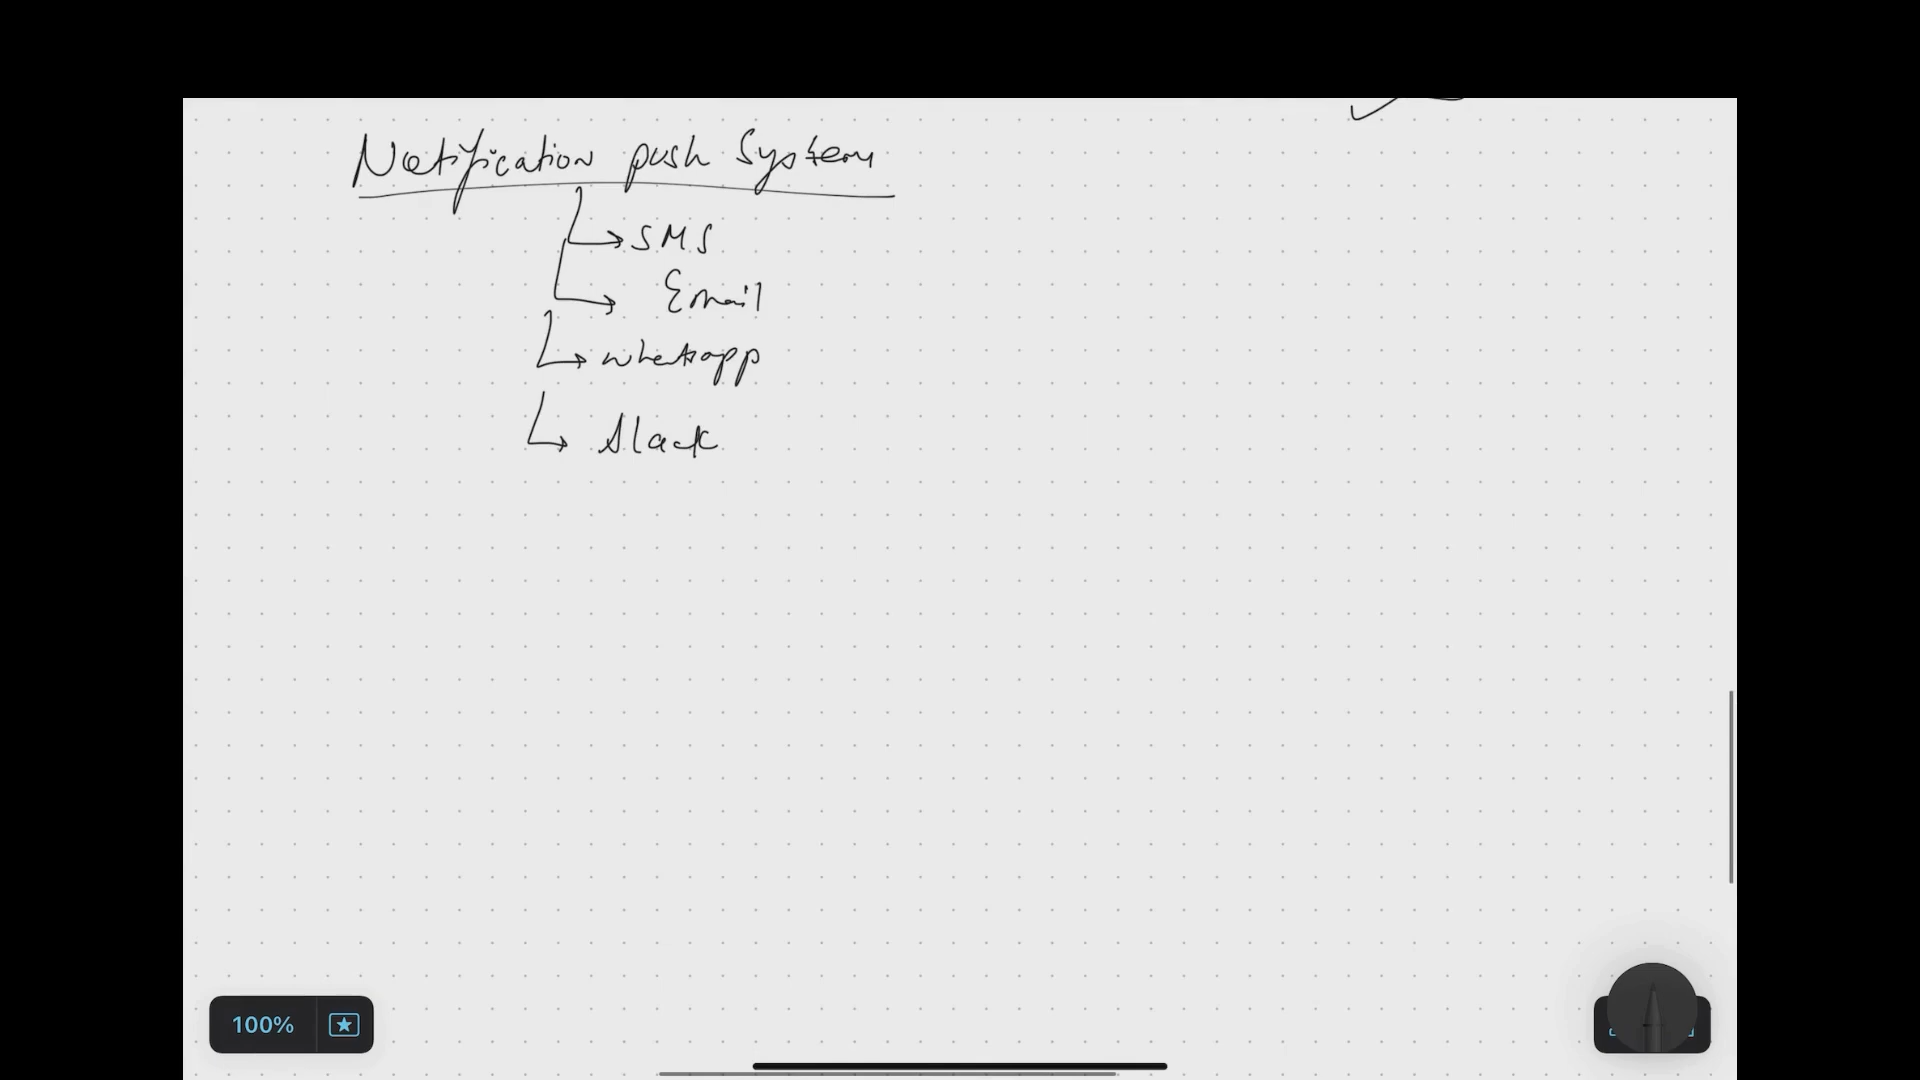 Notification push System
SMS
Email
whatsapp
Slack
100%